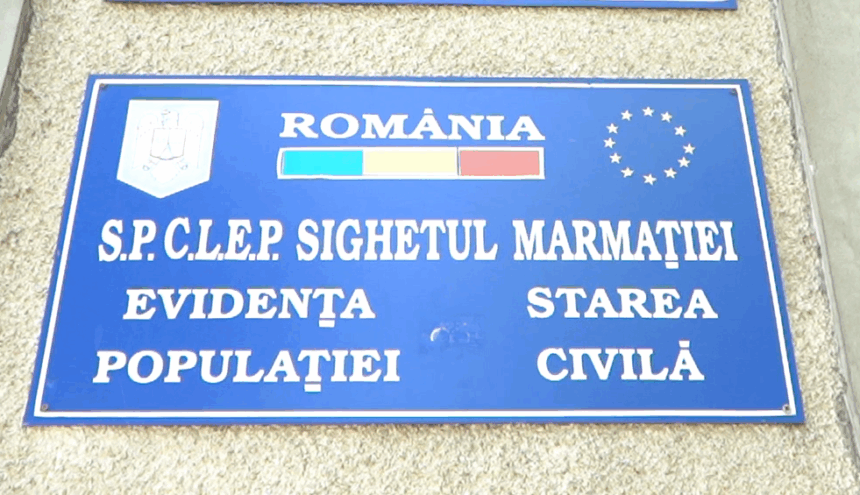 ROMÂNIA
S.P.C.L.E.P. SIGHETUL MARMAȚIEI
EVIDENȚA STAREA
POPULAȚIEI CIVILĂ